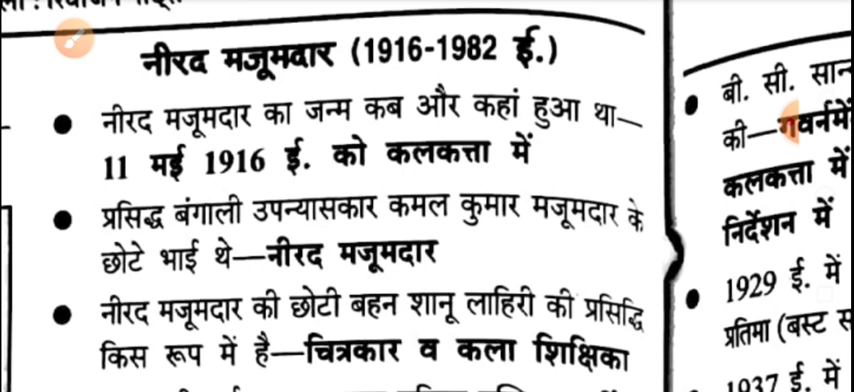 नीरद मजूमदार (1916-1982 ई.)
● नीरद मजूमदार का जन्म कब और कहां हुआ था—
11 मई 1916 ई. को कलकत्ता में
● प्रसिद्ध बंगाली उपन्यासकार कमल कुमार मजूमदार के
छोटे भाई थे—नीरद मजूमदार
● नीरद मजूमदार की छोटी बहन शानू लाहिरी की प्रसिद्धि
किस रूप में है—चित्रकार व कला शिक्षिका
● बी. सी.
की—
कलकत्ता में
निर्देशन में
● 1929 ई. में
प्रतिमा (बस्ट
1937 ई. में